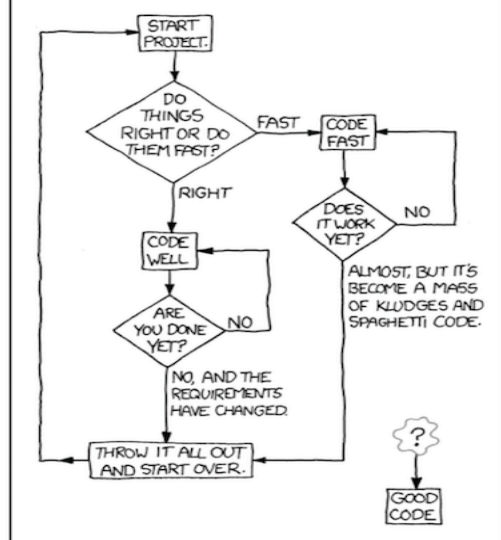 START
PROJECT.
DO
THINGS
RIGHT OR DO
THEM FAST?
FAST
CODE
FAST
RIGHT
DOES
IT WORK
YET?
NO
CODE
WELL
ALMOST, BUT IT'S
BECOME A MASS
OF KLUDGES AND
SPAGHETTI CODE.
ARE
YOU DONE
YET?
NO
NO, AND THE
REQUIREMENTS
HAVE CHANGED.
THROW IT ALL OUT
AND START OVER.
?
GOOD
CODE